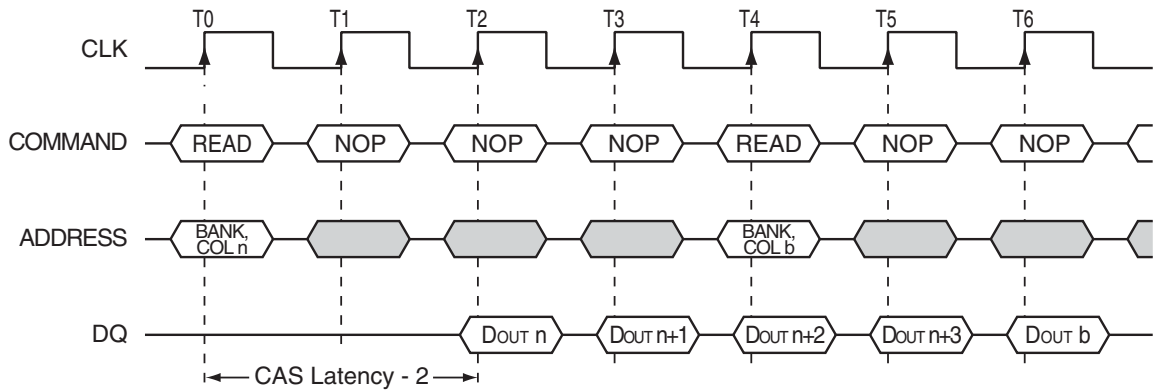 T0 T1 T2 T3 T4 T5 T6
CLK
COMMAND READ NOP NOP NOP READ NOP NOP
ADDRESS BANK, COL n BANK, COL b
DQ DOUT n DOUT n+1 DOUT n+2 DOUT n+3 DOUT b
CAS Latency - 2